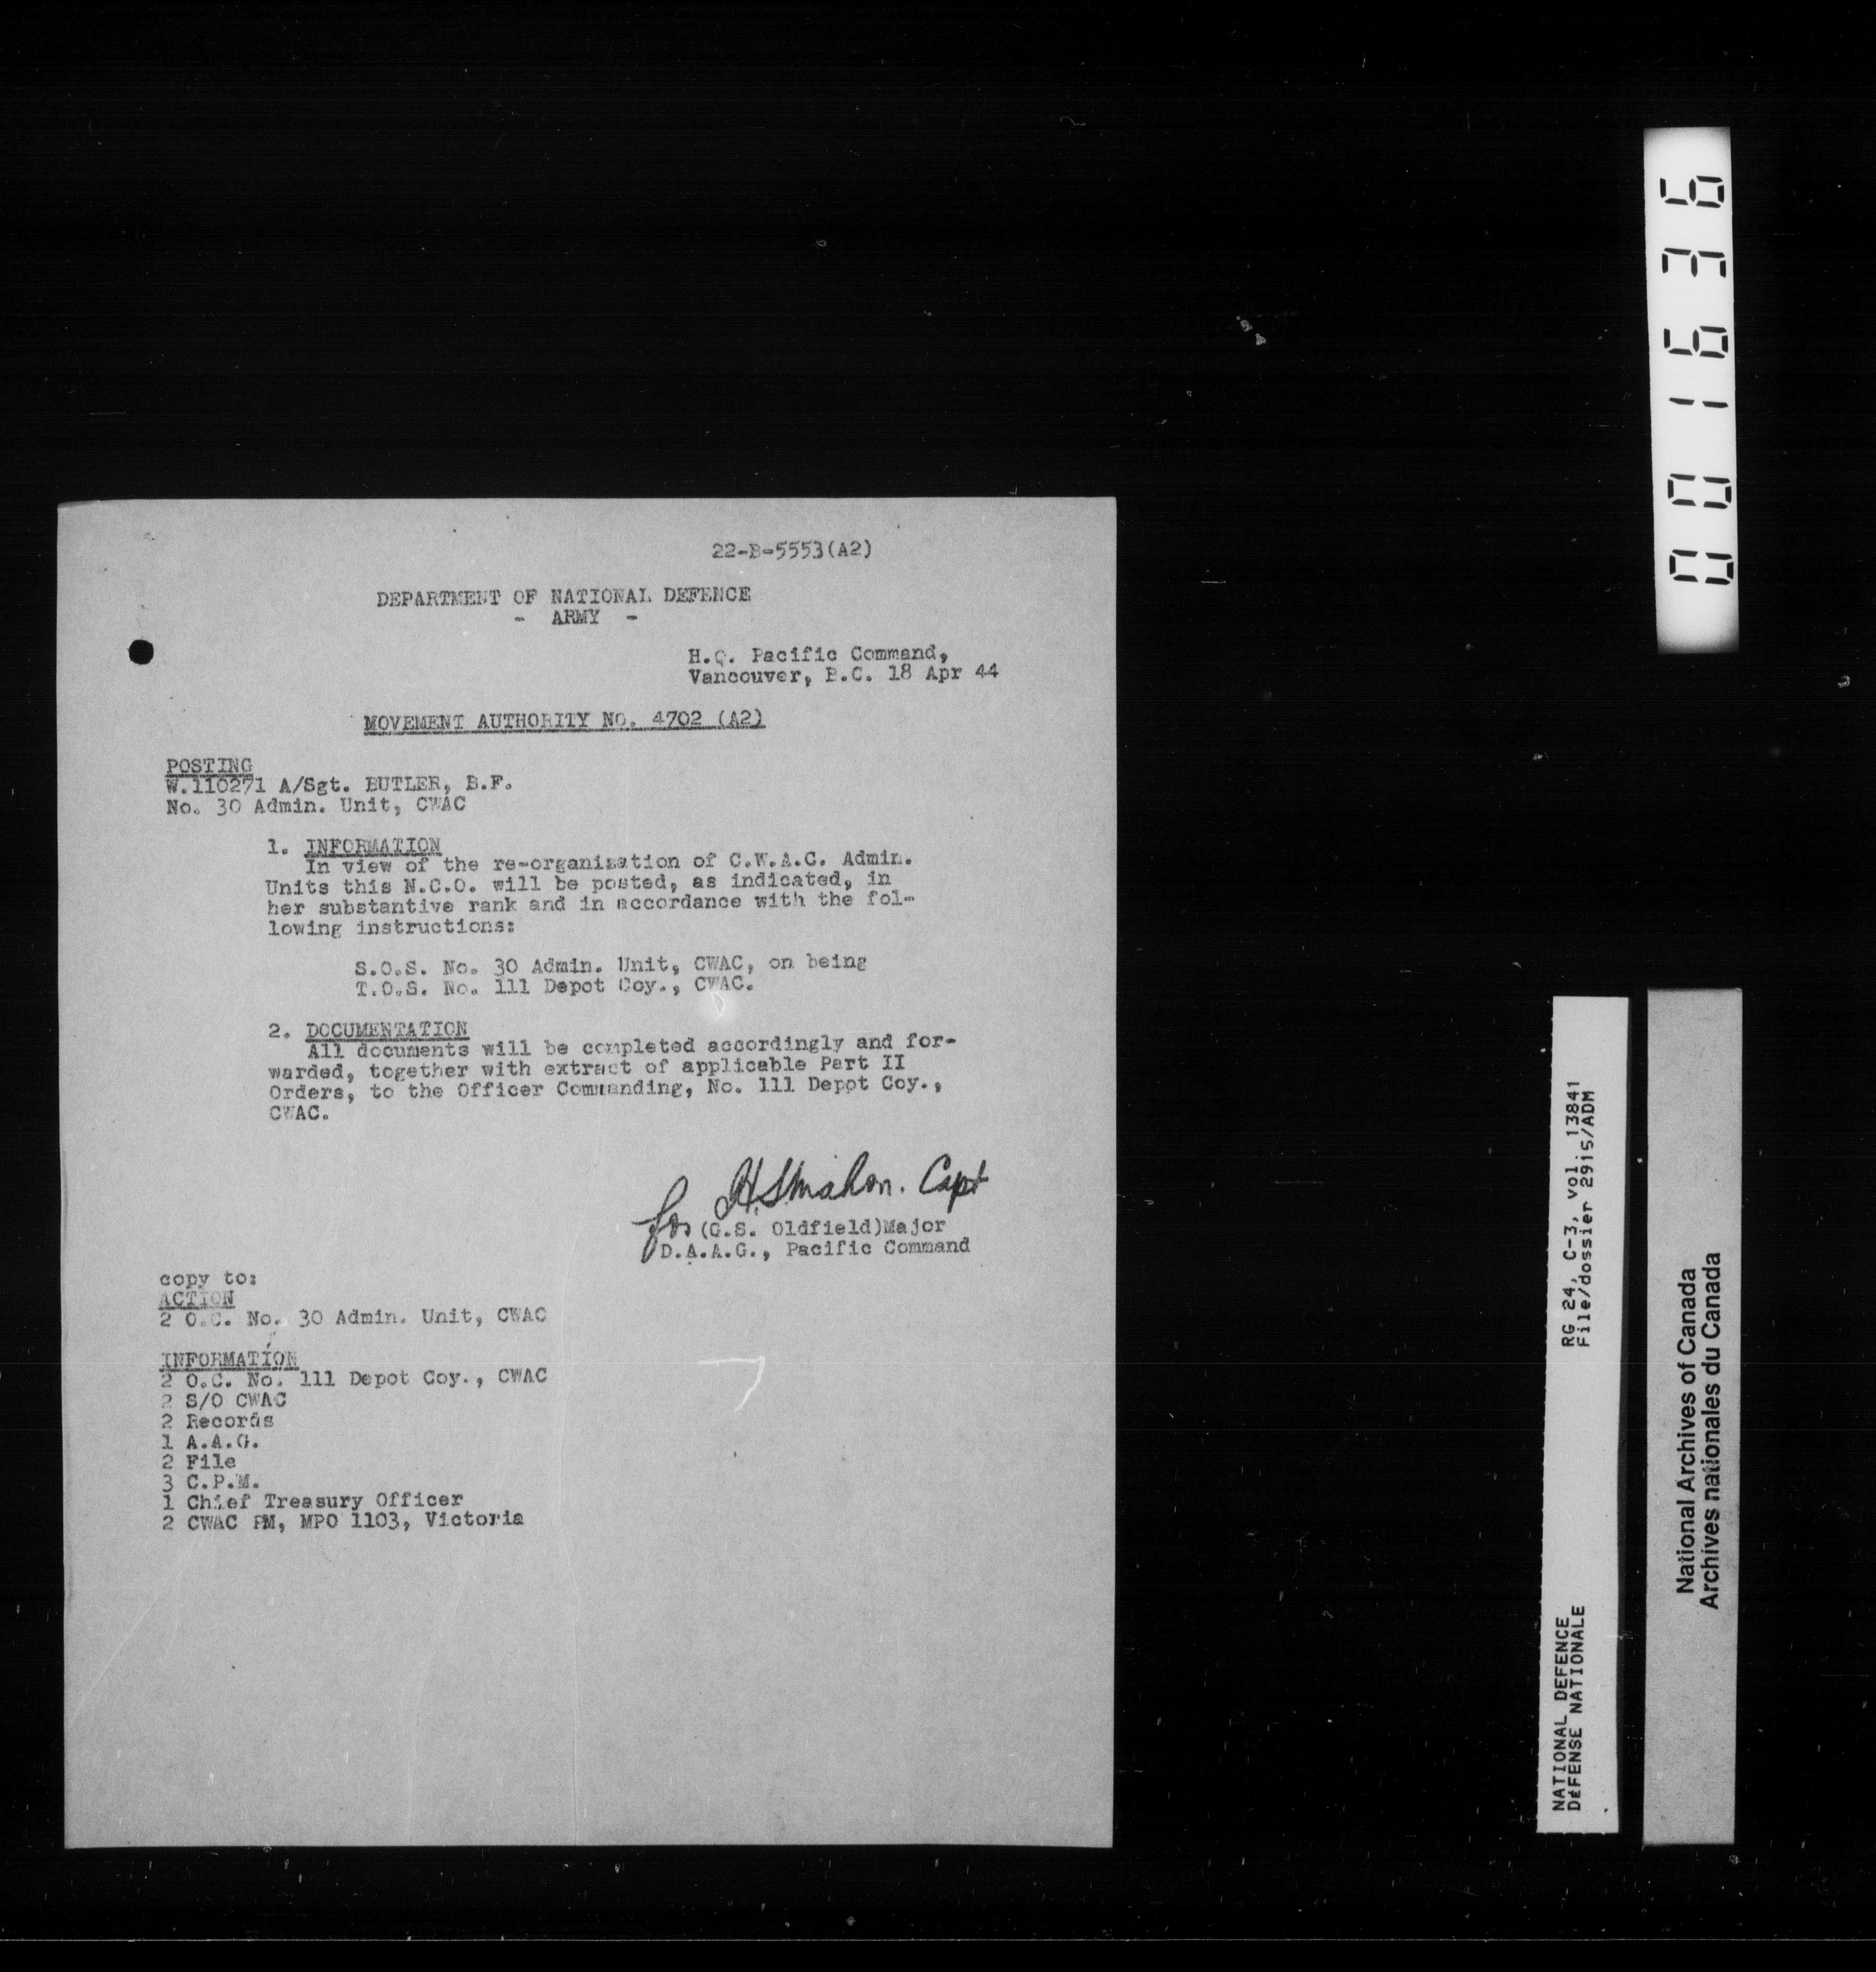 22-B-5553(A2)
DEPARTMENT OF NATIONAL DEFENCE
- ARMY -
H.Q. Pacific Command,
Vancouver, B.C. 18 Apr 44
MOVEMENT AUTHORITY NO. 4702 (A2)
POSTING
W.110271 A/Sgt. BUTLER, B.F.
No. 30 Admin. Unit, CWAC
1. INFORMATION
In view of the re-organization of C.W.A.C. Admin.
Units this N.C.O. will be posted, as indicated, in
her substantive rank and in accordance with the fol-
lowing instructions:
S.O.S. No. 30 Admin. Unit, CWAC, on being
T.O.S. No. 111 Depot Coy., CWAC.
2. DOCUMENTATION
All documents will be completed accordingly and for-
warded, together with extract of applicable Part II
Orders, to the Officer Commanding, No. 111 Depot Coy.,
CWAC.
Capt
for (G.S. Oldfield)Major
D.A.A.G., Pacific Command
copy to:
ACTION
2 O.C. No. 30 Admin. Unit, CWAC
INFORMATION
2 O.C. No. 111 Depot Coy., CWAC
2 S/O CWAC
2 Records
1 A.A.G.
2 File
3 C.P.M.
1 Chief Treasury Officer
2 CWAC PM, MPO 1103, Victoria
001636
NATIONAL DEFENCE RG 24, C-3, vol. 13841
DÉFENSE NATIONALE File/dossier 2915/ADM
National Archives of Canada
Archives nationales du Canada